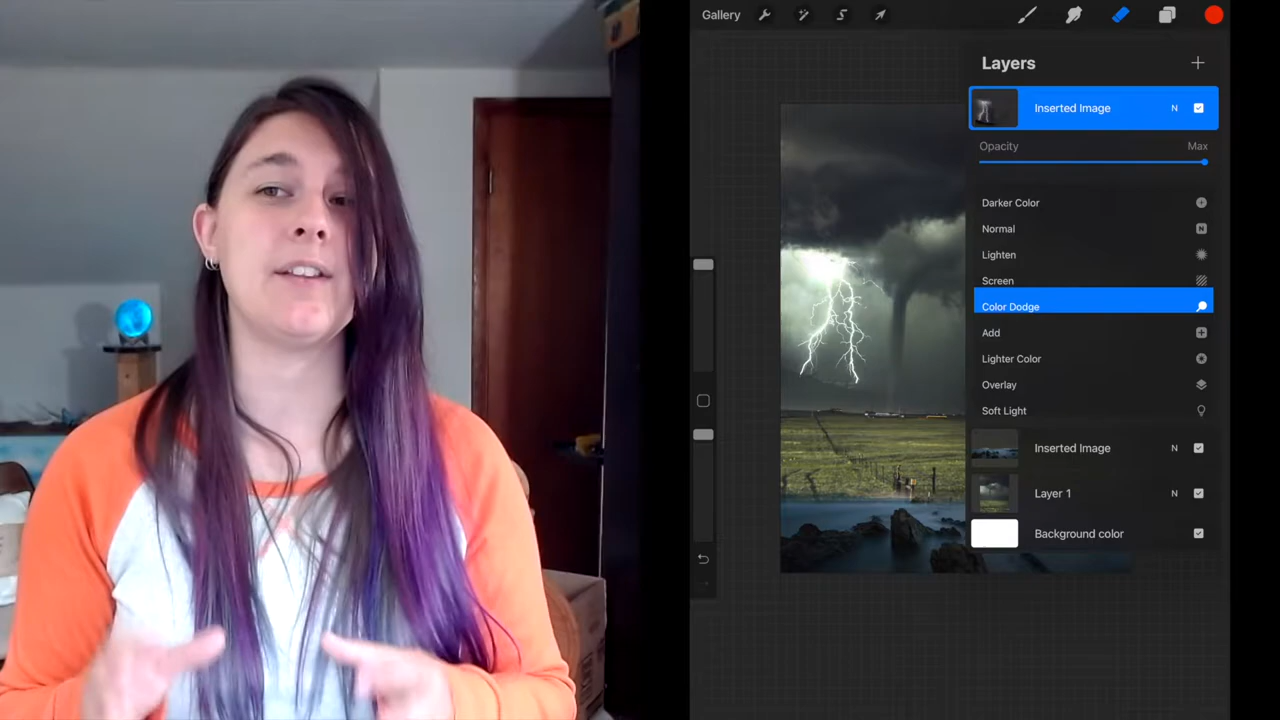 Gallery
Layers
Inserted Image N
Opacity Max
Darker Color
Normal N
Lighten
Screen
Color Dodge
Add
Lighter Color
Overlay
Soft Light
Inserted Image N
Layer 1 N
Background color